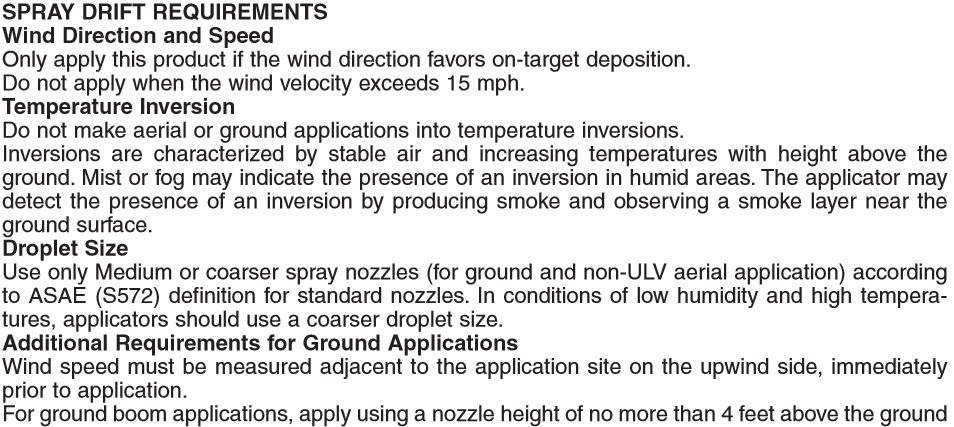 SPRAY DRIFT REQUIREMENTS
Wind Direction and Speed
Only apply this product if the wind direction favors on-target deposition.
Do not apply when the wind velocity exceeds 15 mph.
Temperature Inversion
Do not make aerial or ground applications into temperature inversions.
Inversions are characterized by stable air and increasing temperatures with height above the
ground. Mist or fog may indicate the presence of an inversion in humid areas. The applicator may
detect the presence of an inversion by producing smoke and observing a smoke layer near the
ground surface.
Droplet Size
Use only Medium or coarser spray nozzles (for ground and non-ULV aerial application) according
to ASAE (S572) definition for standard nozzles. In conditions of low humidity and high tempera-
tures, applicators should use a coarser droplet size.
Additional Requirements for Ground Applications
Wind speed must be measured adjacent to the application site on the upwind side, immediately
prior to application.
For ground boom applications, apply using a nozzle height of no more than 4 feet above the ground